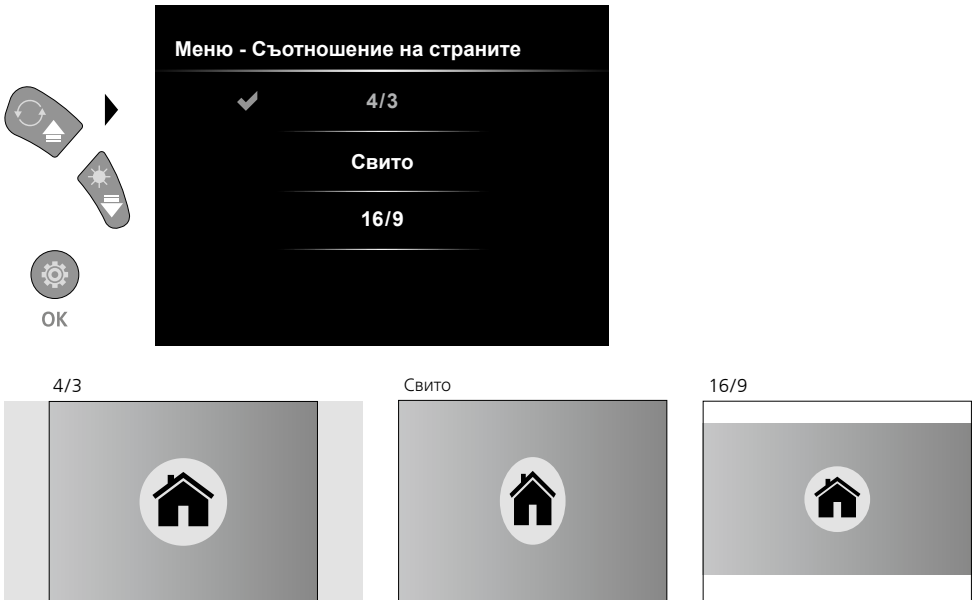 Меню - Съотношение на страните
4/3
Свито
16/9
OK
4/3
Свито
16/9